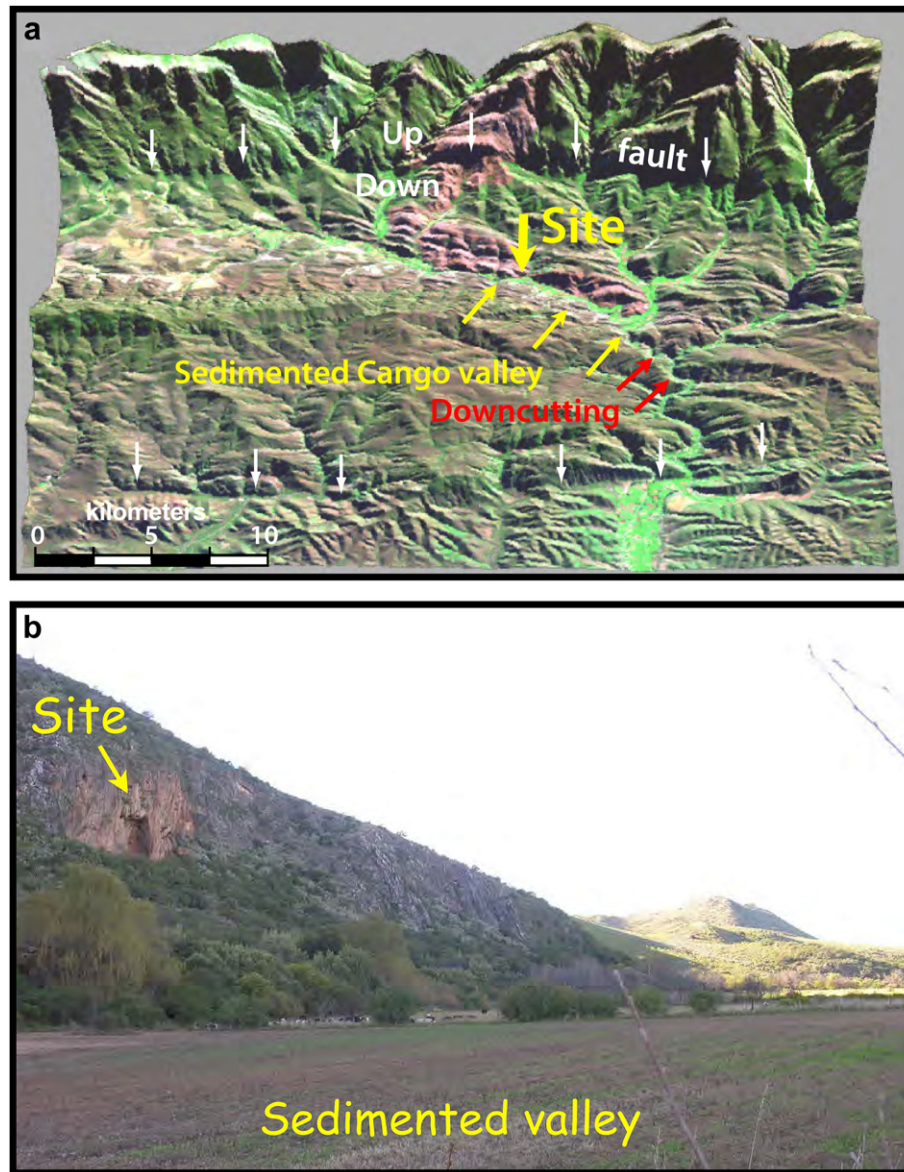 a
Up
Down
fault
Site
Sedimented Cango valley
Downcutting
kilometers
0 5 10
b
Site
Sedimented valley